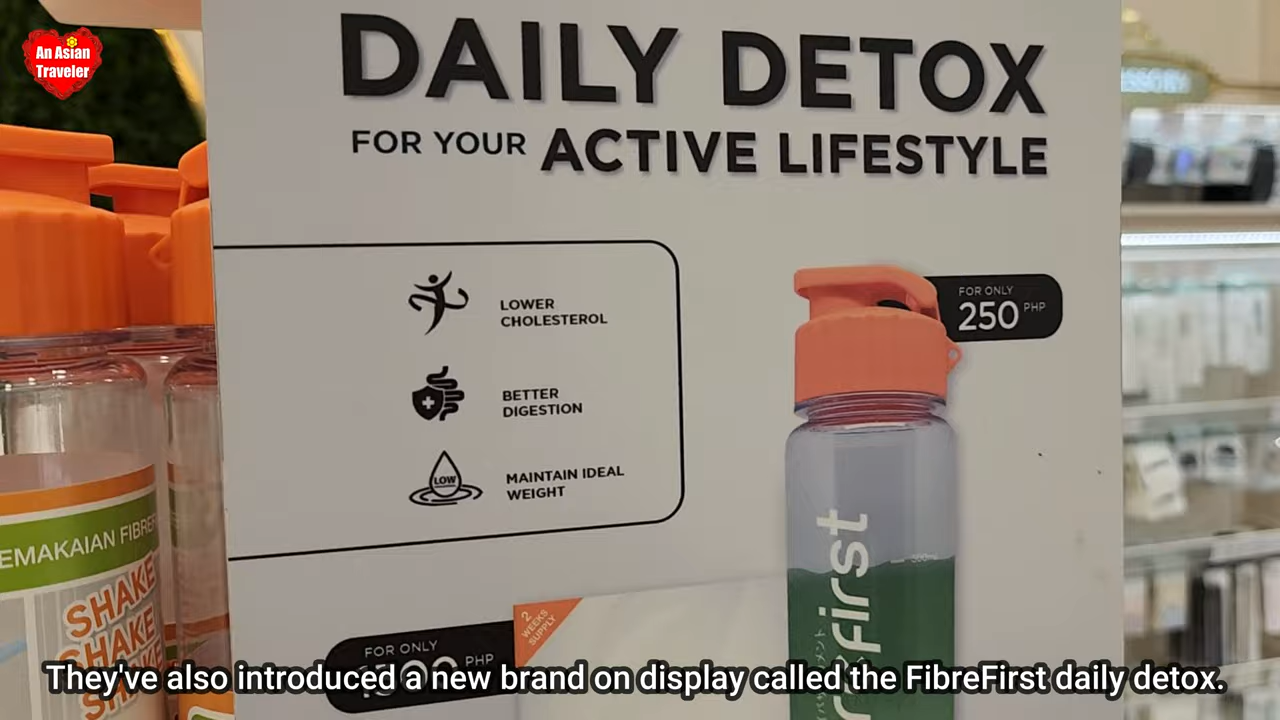 An Asian
Traveler
DAILY DETOX
FOR YOUR ACTIVE LIFESTYLE
LOWER
CHOLESTEROL
BETTER
DIGESTION
LOW
MAINTAIN IDEAL
WEIGHT
FOR ONLY
250 PHP
300ml
first
2
WEEKS
SUPPLY
FOR ONLY
PHP
EMAKAIAN FIBRE
SHAKE
SHAKE
They've also introduced a new brand on display called the FibreFirst daily detox.